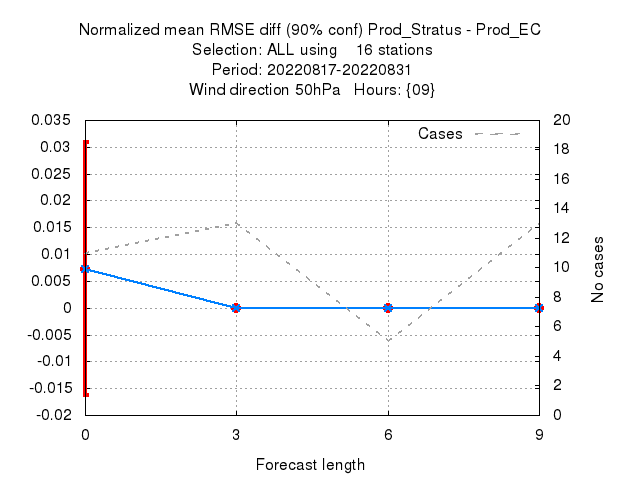 Normalized mean RMSE diff (90% conf) Prod_Stratus - Prod_EC
Selection: ALL using    16 stations
Period: 20220817-20220831
Wind direction 50hPa   Hours: {09}
Cases
0.035
0.03
0.025
0.02
0.015
0.01
0.005
0
-0.005
-0.01
-0.015
-0.02
20
18
16
14
12
10
8
6
4
2
0
No cases
0 3 6 9
Forecast length